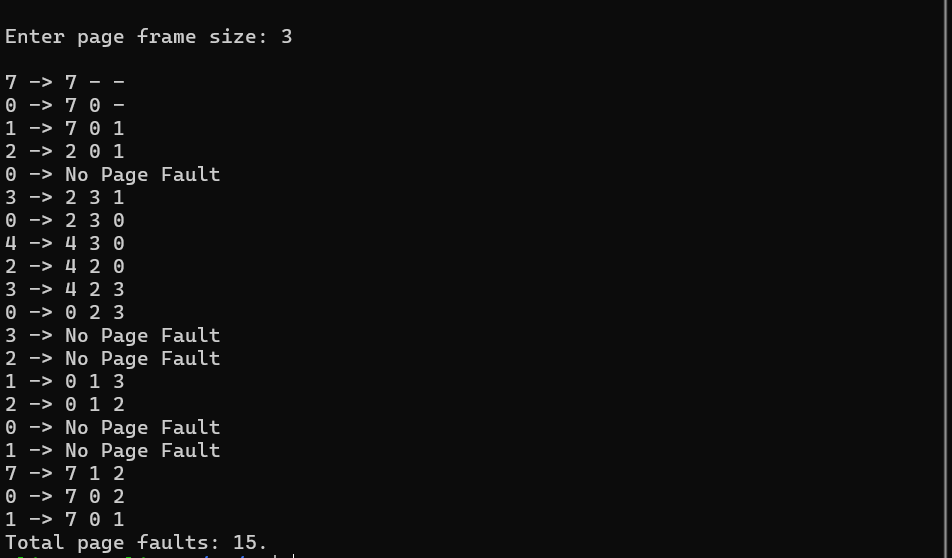 Enter page frame size: 3
7 -> 7 - -
0 -> 7 0 -
1 -> 7 0 1
2 -> 2 0 1
0 -> No Page Fault
3 -> 2 3 1
0 -> 2 3 0
4 -> 4 3 0
2 -> 4 2 0
3 -> 4 2 3
0 -> 0 2 3
3 -> No Page Fault
2 -> No Page Fault
1 -> 0 1 3
2 -> 0 1 2
0 -> No Page Fault
1 -> No Page Fault
7 -> 7 1 2
0 -> 7 0 2
1 -> 7 0 1
Total page faults: 15.